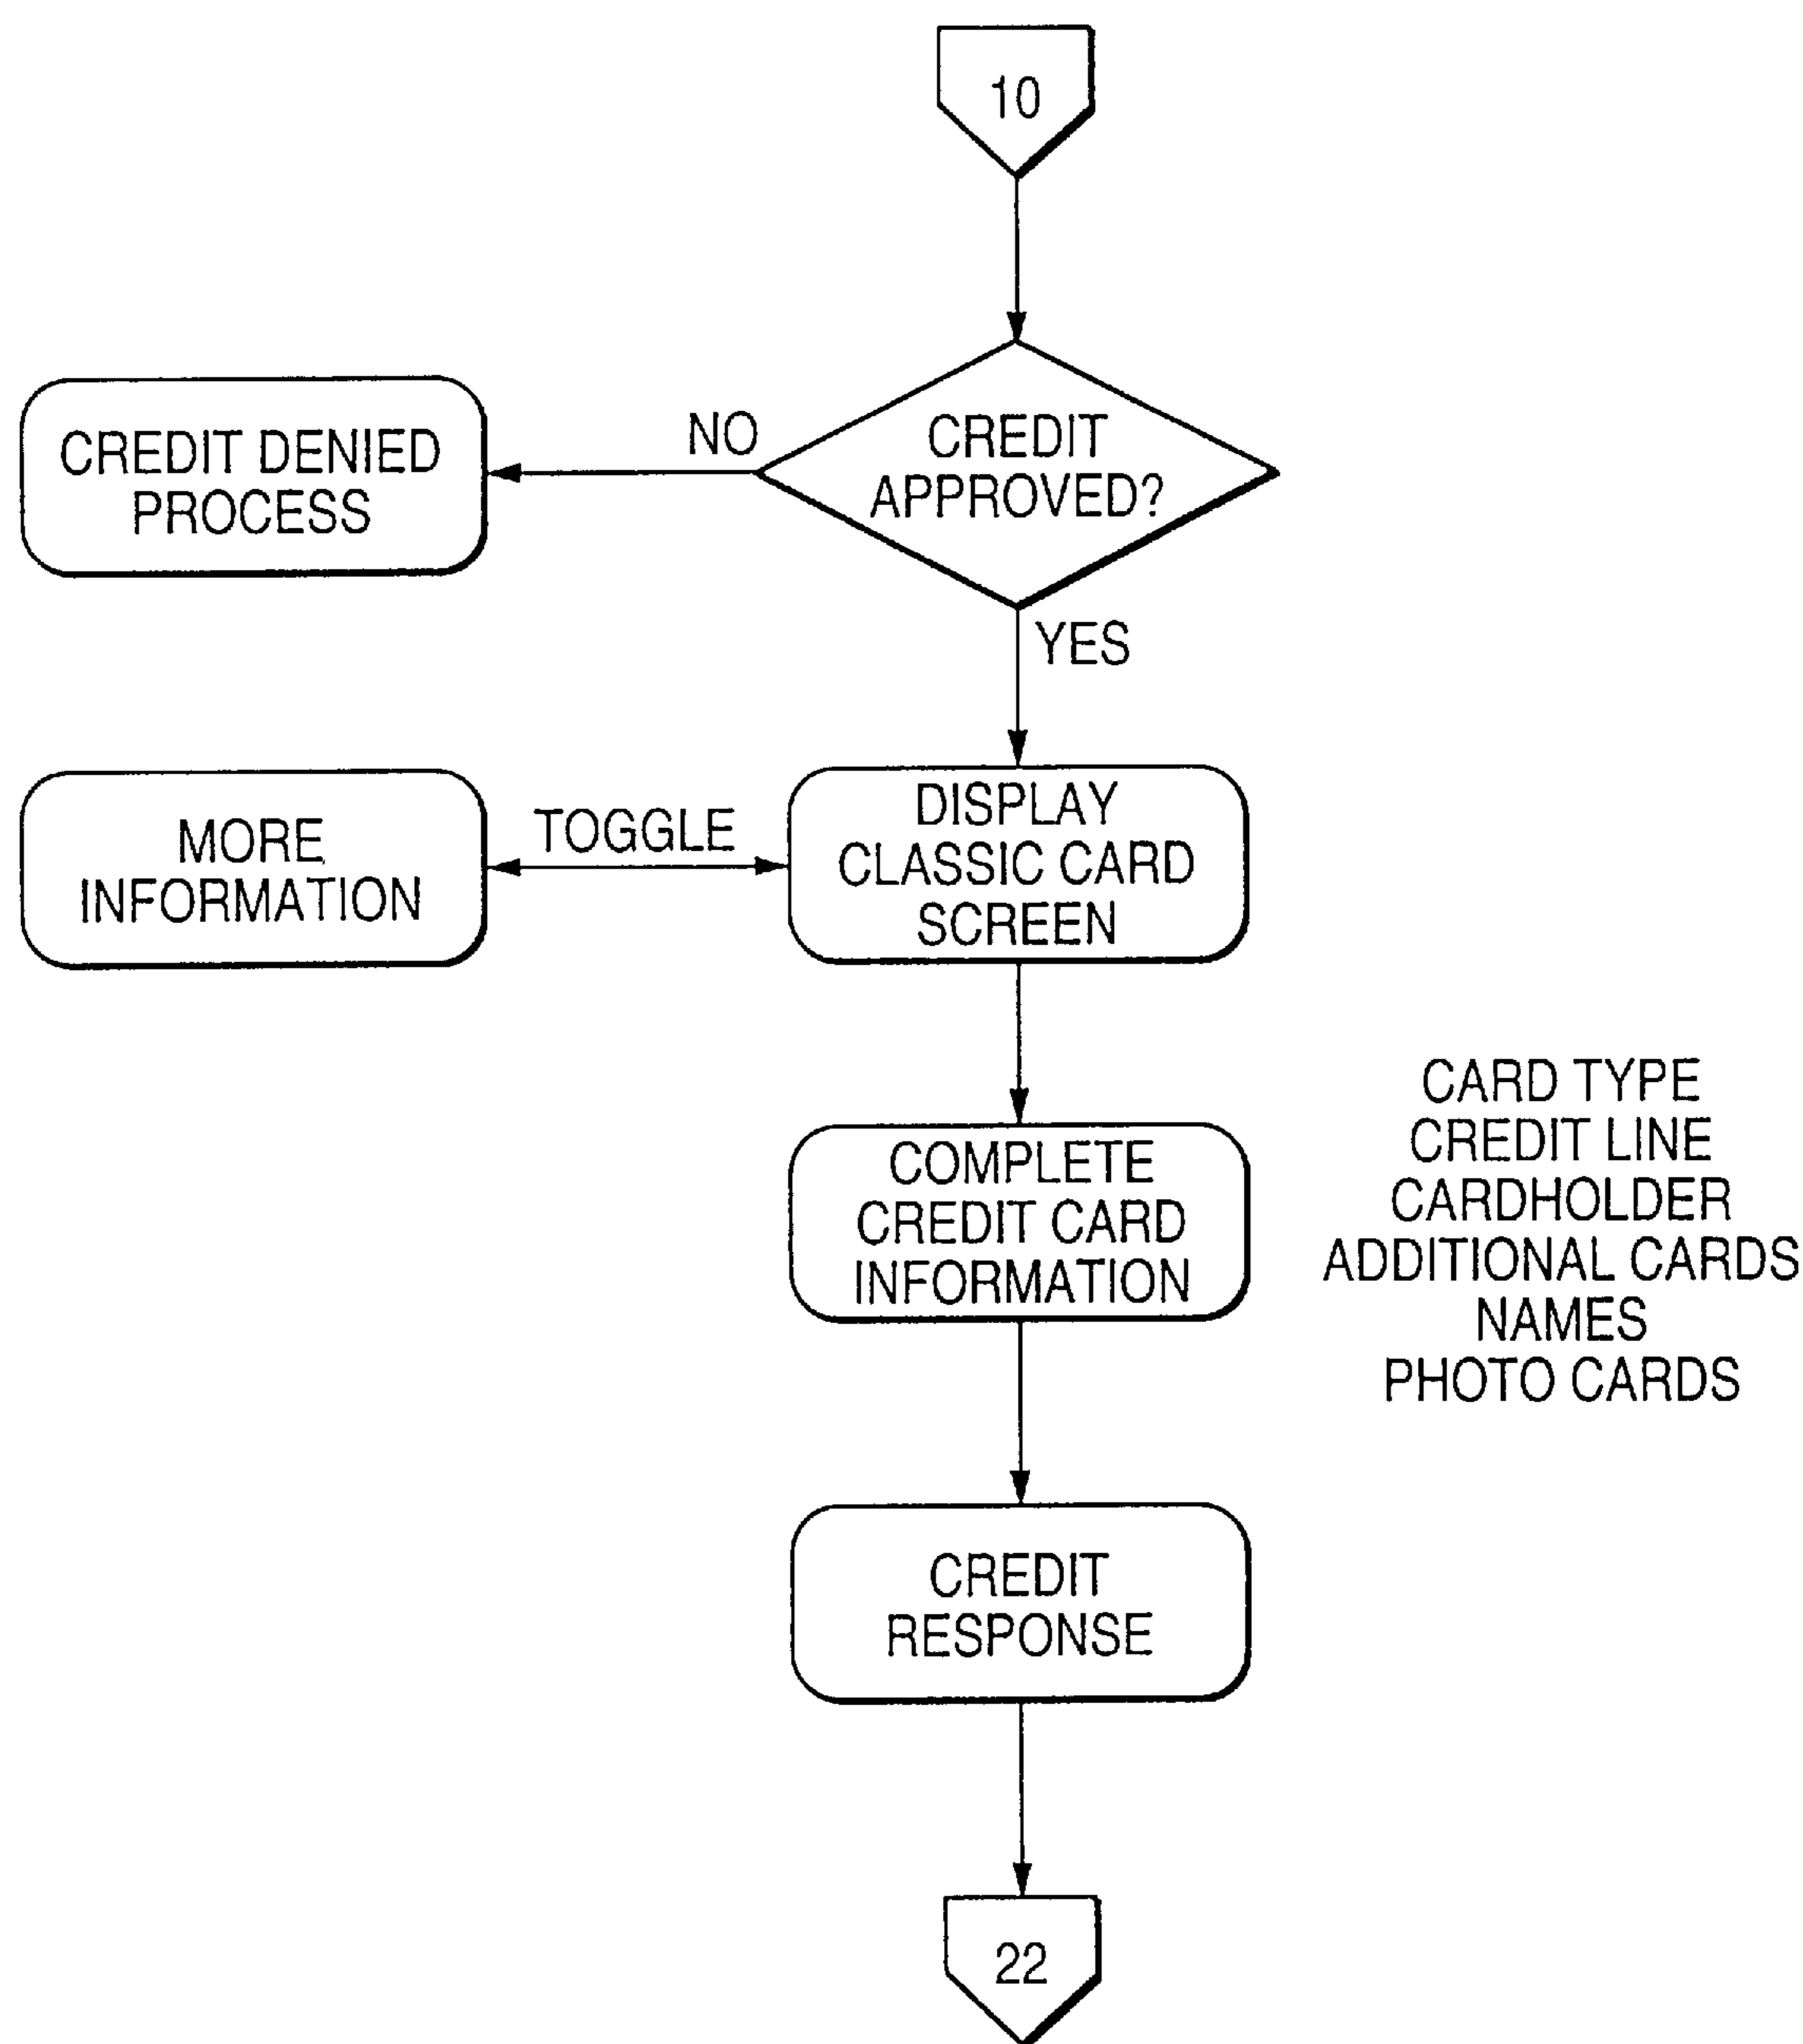 10
CREDIT
APPROVED?
NO
CREDIT DENIED
PROCESS
YES
DISPLAY
CLASSIC CARD
SCREEN
TOGGLE
MORE
INFORMATION
COMPLETE
CREDIT CARD
INFORMATION
CARD TYPE
CREDIT LINE
CARDHOLDER
ADDITIONAL CARDS
NAMES
PHOTO CARDS
CREDIT
RESPONSE
22